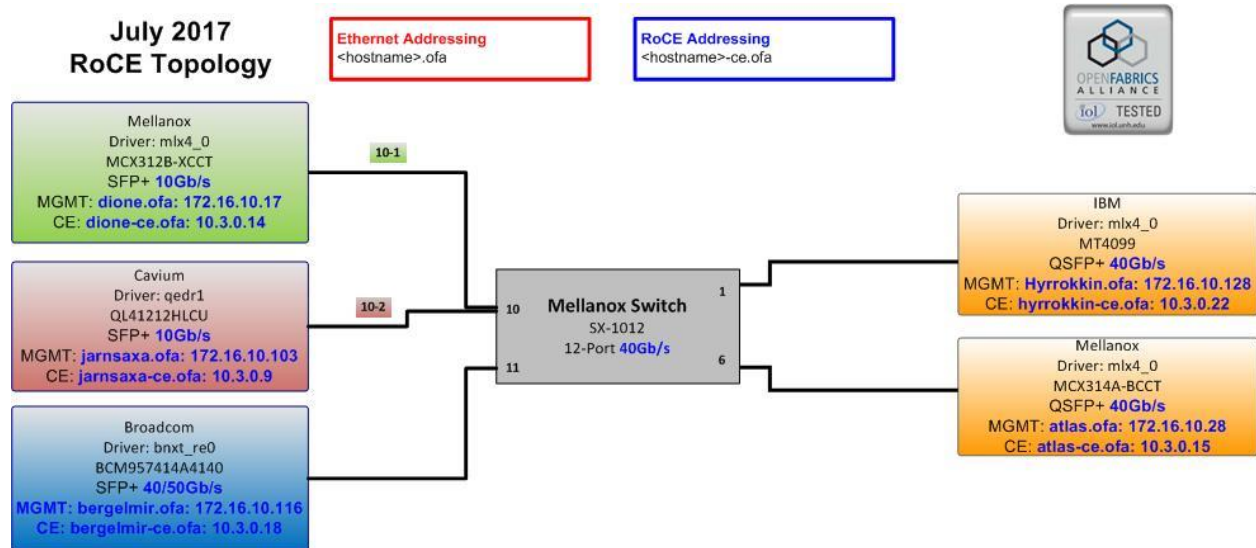 July 2017
RoCE Topology
Ethernet Addressing
<hostname>.ofa
RoCE Addressing
<hostname>-ce.ofa
OPENFABRICS
ALLIANCE
iol TESTED
www.iol.unh.edu
Mellanox
Driver: mlx4_0
MCX312B-XCCT
SFP+ 10Gb/s
MGMT: dione.ofa: 172.16.10.17
CE: dione-ce.ofa: 10.3.0.14
10-1
Cavium
Driver: qedr1
QL41212HLCU
SFP+ 10Gb/s
MGMT: jarnsaxa.ofa: 172.16.10.103
CE: jarnsaxa-ce.ofa: 10.3.0.9
10-2
Broadcom
Driver: bnxt_re0
BCM957414A4140
SFP+ 40/50Gb/s
MGMT: bergelmir.ofa: 172.16.10.116
CE: bergelmir-ce.ofa: 10.3.0.18
10
11
Mellanox Switch
SX-1012
12-Port 40Gb/s
1
6
IBM
Driver: mlx4_0
MT4099
QSFP+ 40Gb/s
MGMT: Hyrrokkin.ofa: 172.16.10.128
CE: hyrrokkin-ce.ofa: 10.3.0.22
Mellanox
Driver: mlx4_0
MCX314A-BCCT
QSFP+ 40Gb/s
MGMT: atlas.ofa: 172.16.10.28
CE: atlas-ce.ofa: 10.3.0.15